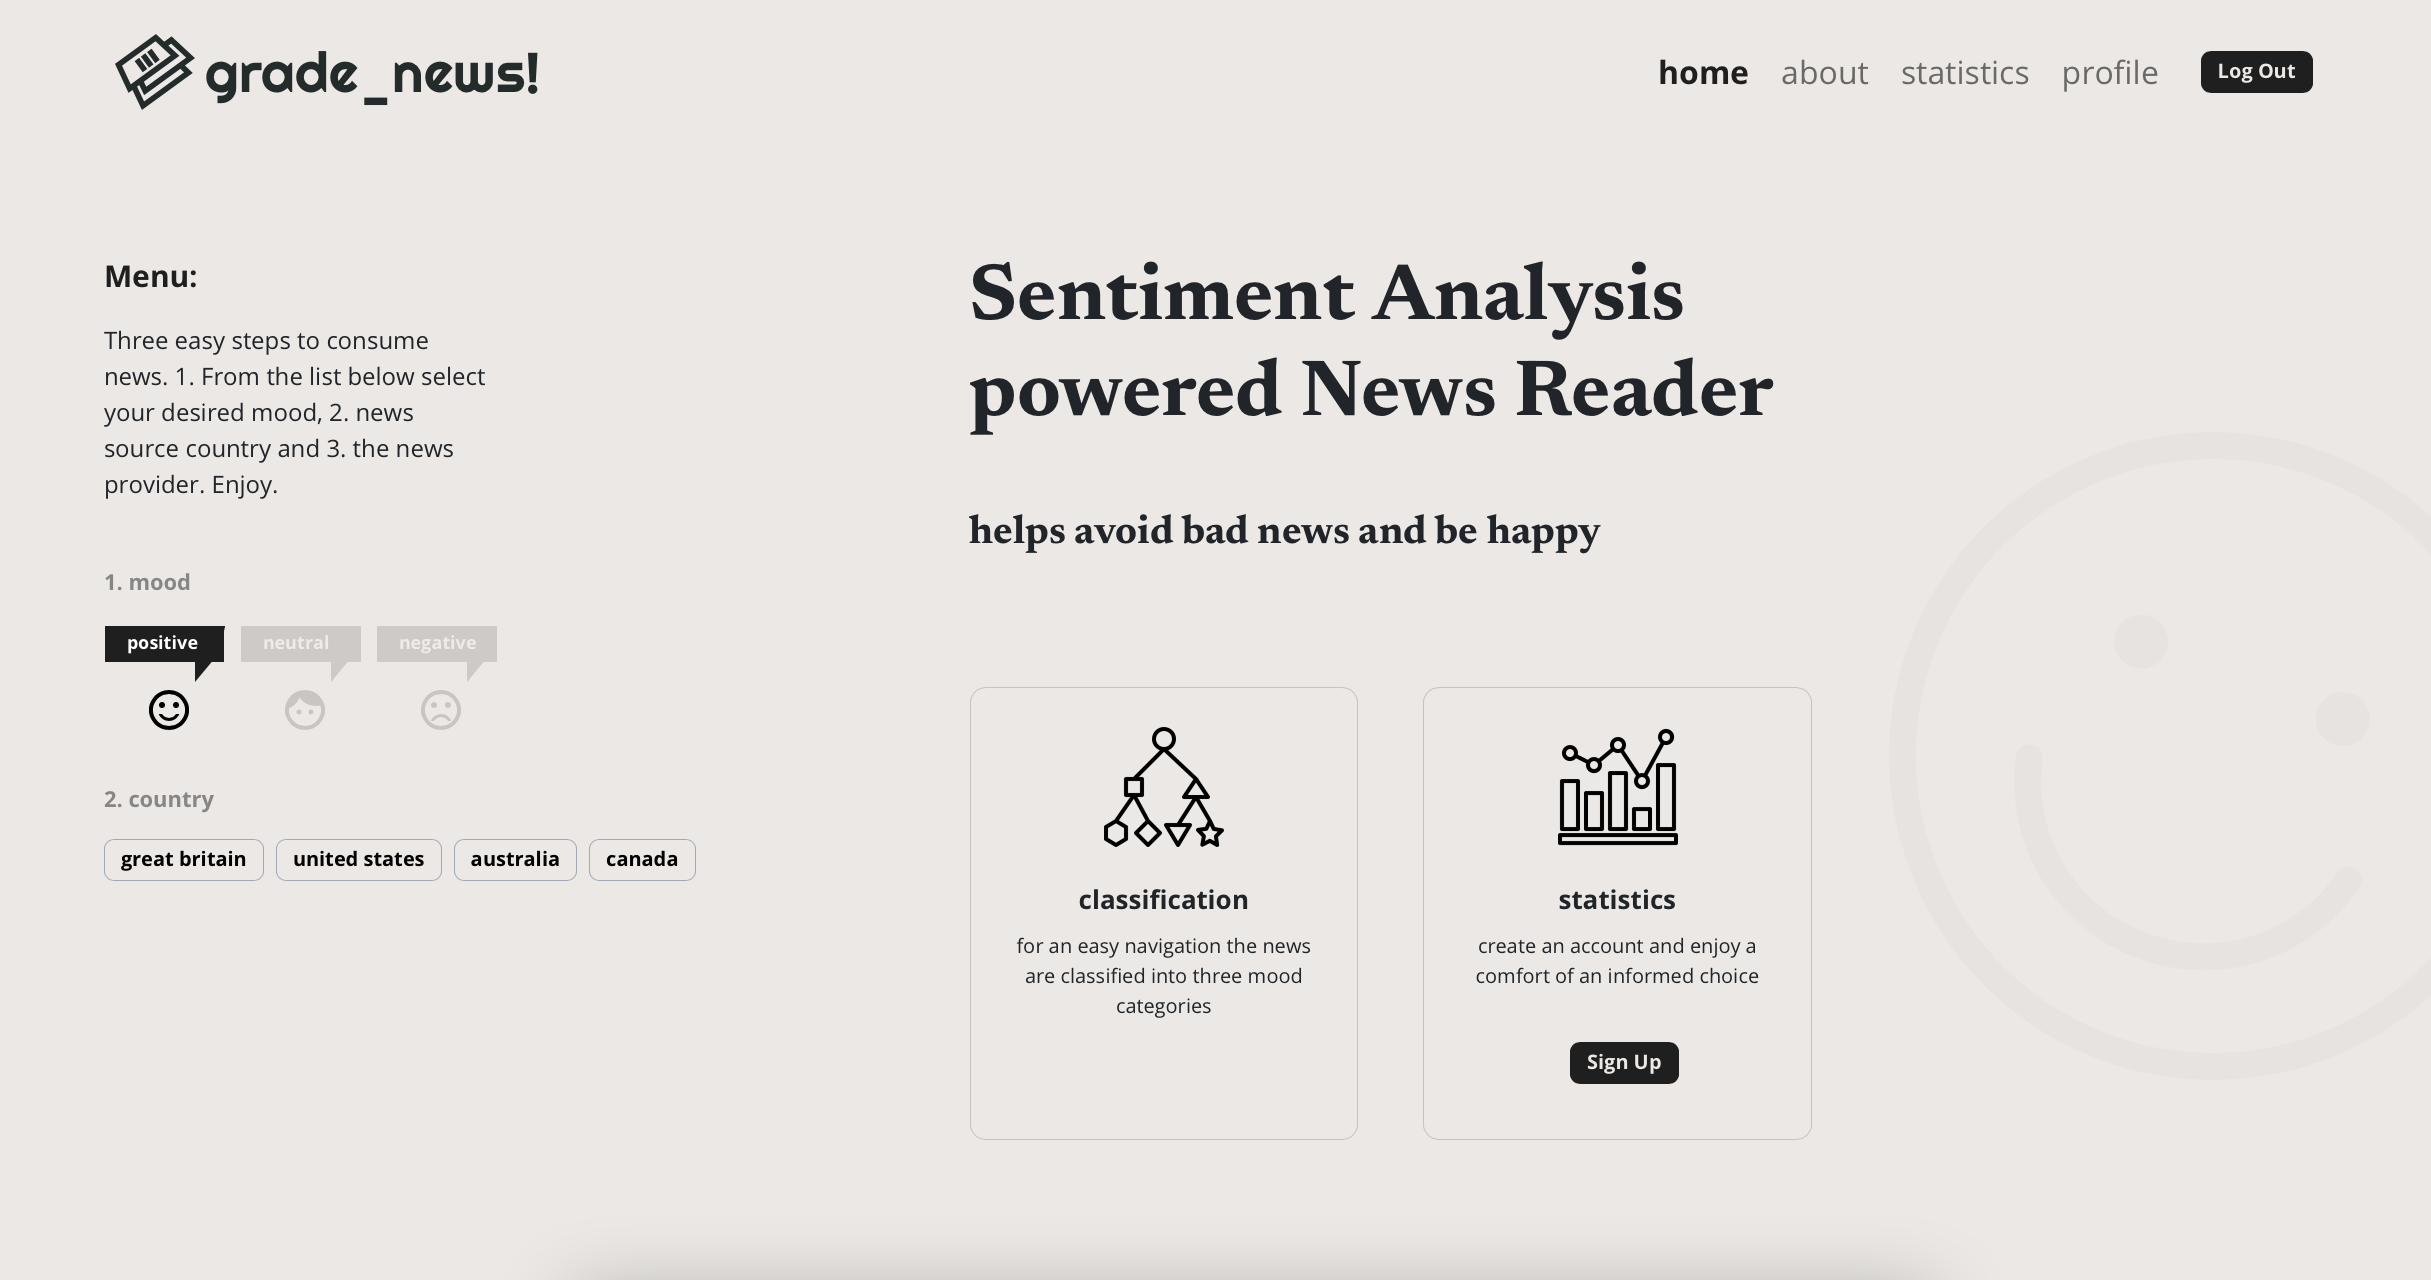 grade_news!
home about statistics profile Log Out
Menu:
Three easy steps to consume
news. 1. From the list below select
your desired mood, 2. news
source country and 3. the news
provider. Enjoy.
1. mood
positive neutral negative
2. country
great britain united states australia canada
Sentiment Analysis
powered News Reader
helps avoid bad news and be happy
classification
for an easy navigation the news
are classified into three mood
categories
statistics
create an account and enjoy a
comfort of an informed choice
Sign Up